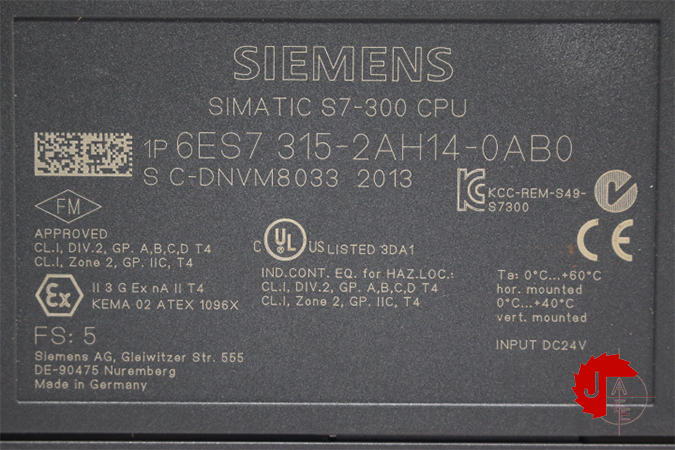 SIEMENS
SIMATIC S7-300 CPU
1P 6ES7 315-2AH14-0AB0
S C-DNVM8033 2013
KCC-REM-S49-
S7300
FM
APPROVED
CL.I, DIV.2, GP. A,B,C,D T4
CL.I, Zone 2, GP. IIC, T4
C UL US LISTED 3DA1
IND.CONT. EQ. for HAZ.LOC.:
CL.I, DIV.2, GP. A,B,C,D T4
CL.I, Zone 2, GP. IIC, T4
CE
Ta: 0°C...+60°C
hor. mounted
0°C...+40°C
vert. mounted
INPUT DC24V
Ex II 3 G Ex nA II T4
KEMA 02 ATEX 1096X
FS: 5
Siemens AG, Gleiwitzer Str. 555
DE-90475 Nuremberg
Made in Germany
J